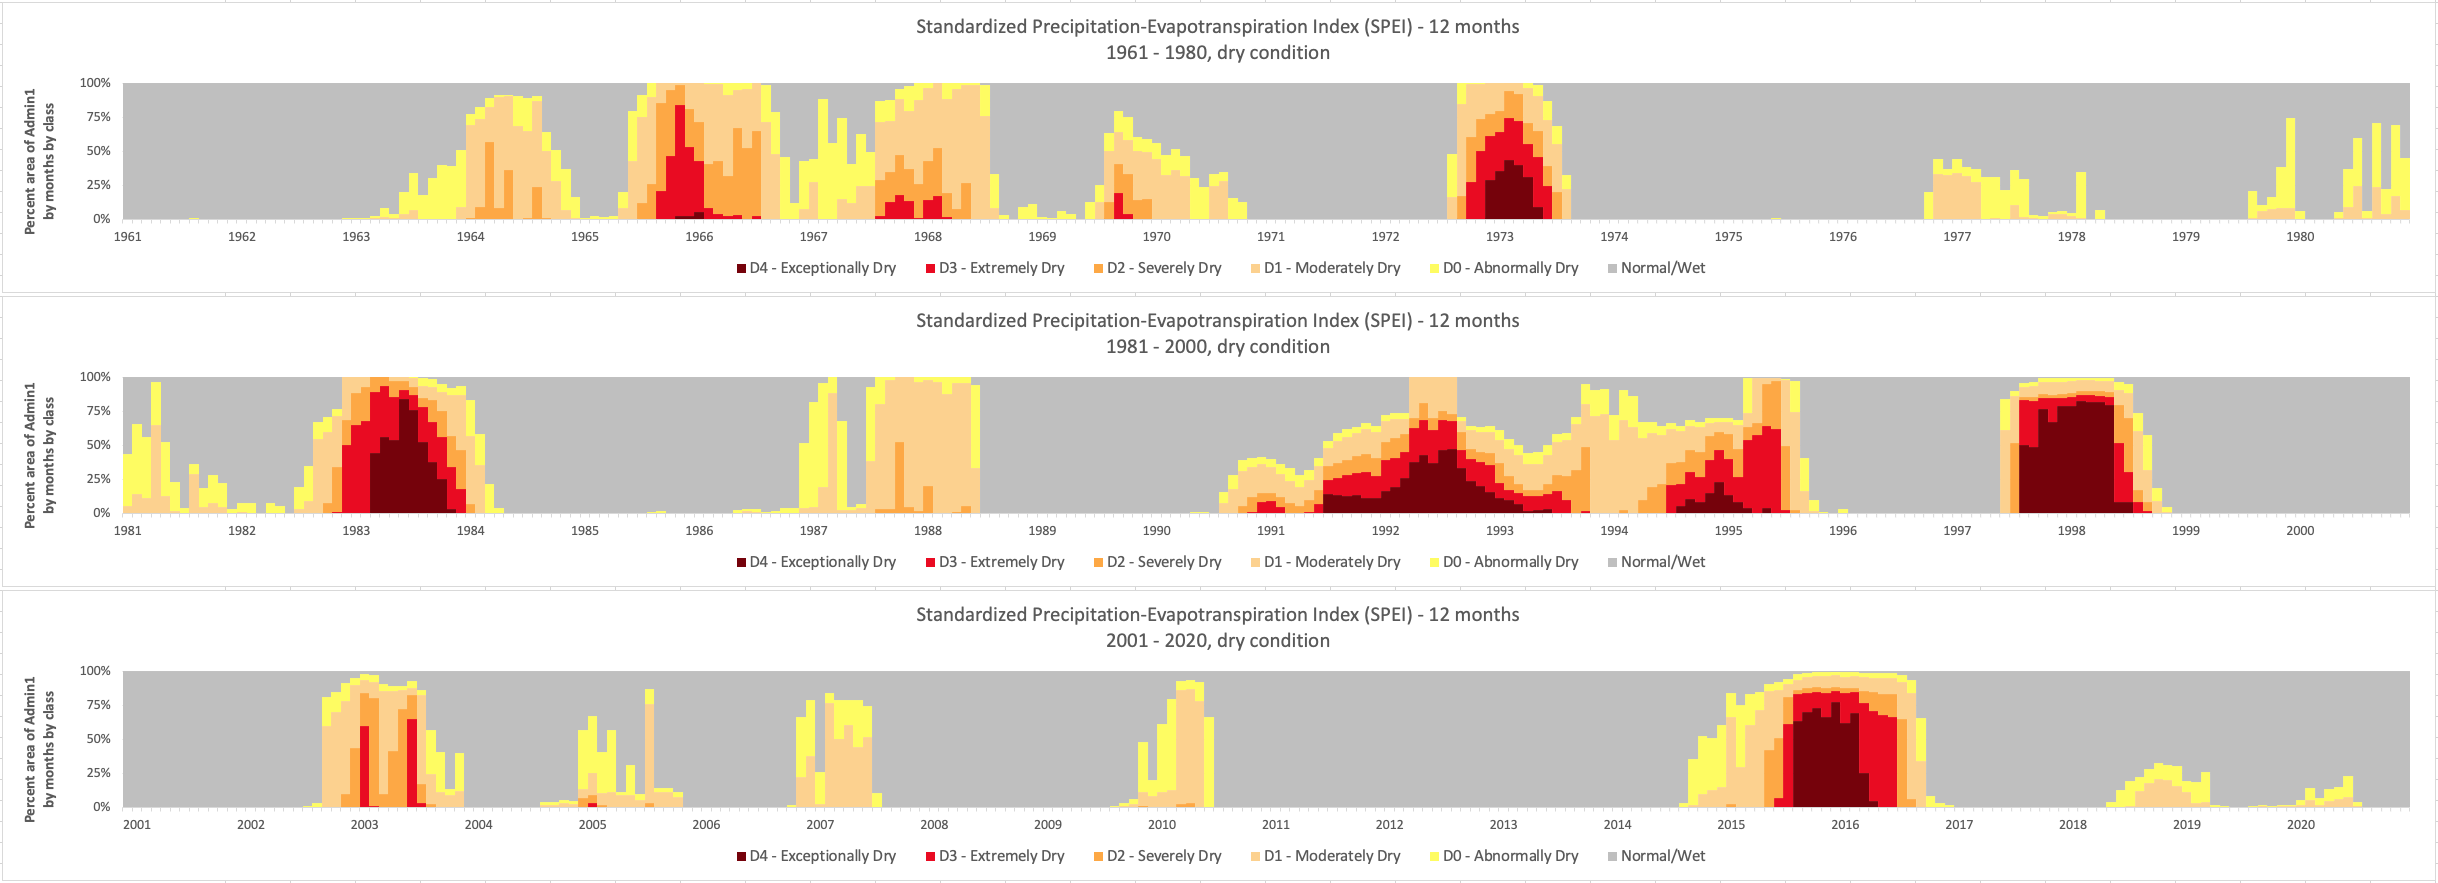 Standardized Precipitation-Evapotranspiration Index (SPEI) - 12 months
1961 - 1980, dry condition
Percent area of Admin1
by months by class
100%
75%
50%
25%
0%
1961 1962 1963 1964 1965 1966 1967 1968 1969 1970 1971 1972 1973 1974 1975 1976 1977 1978 1979 1980
D4 - Exceptionally Dry D3 - Extremely Dry D2 - Severely Dry D1 - Moderately Dry D0 - Abnormally Dry Normal/Wet
Standardized Precipitation-Evapotranspiration Index (SPEI) - 12 months
1981 - 2000, dry condition
Percent area of Admin1
by months by class
100%
75%
50%
25%
0%
1981 1982 1983 1984 1985 1986 1987 1988 1989 1990 1991 1992 1993 1994 1995 1996 1997 1998 1999 2000
D4 - Exceptionally Dry D3 - Extremely Dry D2 - Severely Dry D1 - Moderately Dry D0 - Abnormally Dry Normal/Wet
Standardized Precipitation-Evapotranspiration Index (SPEI) - 12 months
2001 - 2020, dry condition
Percent area of Admin1
by months by class
100%
75%
50%
25%
0%
2001 2002 2003 2004 2005 2006 2007 2008 2009 2010 2011 2012 2013 2014 2015 2016 2017 2018 2019 2020
D4 - Exceptionally Dry D3 - Extremely Dry D2 - Severely Dry D1 - Moderately Dry D0 - Abnormally Dry Normal/Wet